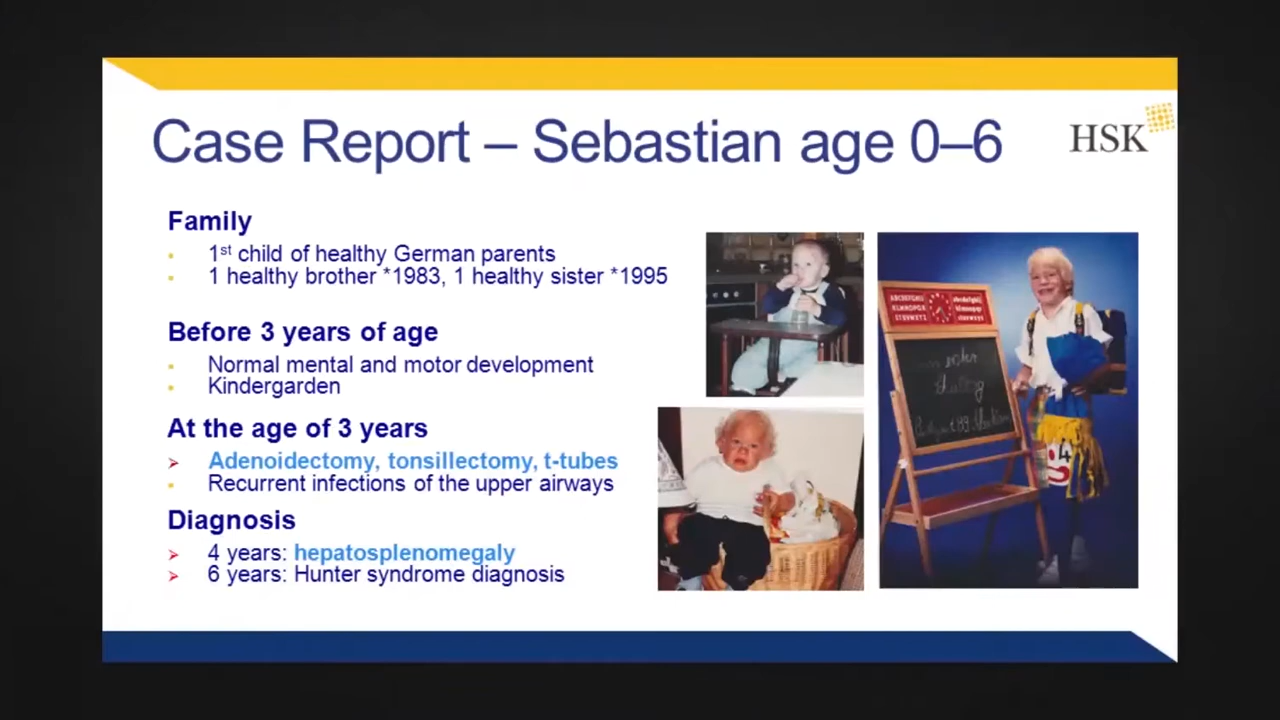 Case Report – Sebastian age 0–6
HSK
Family
1st child of healthy German parents
1 healthy brother *1983, 1 healthy sister *1995
Before 3 years of age
Normal mental and motor development
Kindergarden
At the age of 3 years
Adenoidectomy, tonsillectomy, t-tubes
Recurrent infections of the upper airways
Diagnosis
4 years: hepatosplenomegaly
6 years: Hunter syndrome diagnosis
ABCDEFGHI
KLMNOPQR
STUVWXYZ